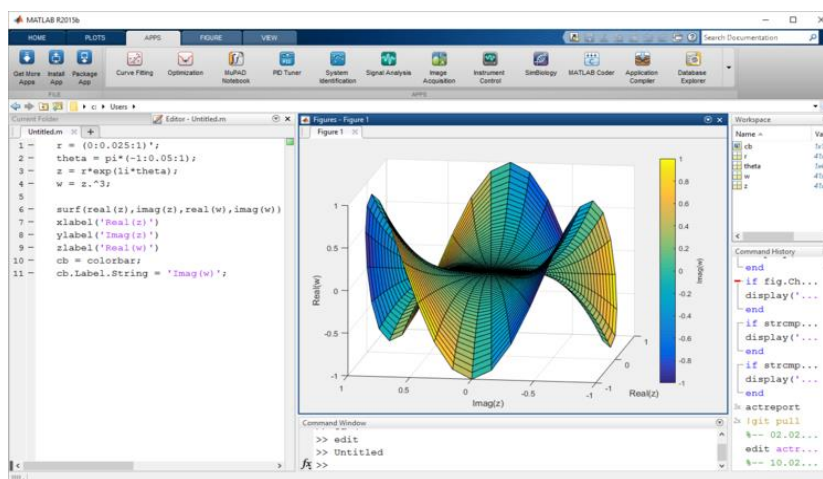 MATLAB R2015b
HOME PLOTS APPS FIGURE VIEW
Search Documentation
Get More Apps
Install App
Package App
Curve Fitting
Optimization
MuPAD Notebook
PID Tuner
System Identification
Signal Analysis
Image Acquisition
Instrument Control
SimBiology
MATLAB Coder
Application Compiler
Database Explorer
FILE
APPS
c: Users
Current Folder
Editor - Untitled.m
Untitled.m
1 r = (0:0.025:1)';
2 theta = pi*(-1:0.05:1);
3 z = r*exp(1i*theta);
4 w = z.^3;
5
6 surf(real(z),imag(z),real(w),imag(w))
7 xlabel('Real(z)')
8 ylabel('Imag(z)')
9 zlabel('Real(w)')
10 cb = colorbar;
11 cb.Label.String = 'Imag(w)';
Figures - Figure 1
Figure 1
Real(w)
1
0.5
0
-0.5
-1
1 0.5 0 -0.5 -1
Imag(z)
-1 0 1
Real(z)
1
0.8
0.6
0.4
0.2
0
-0.2
-0.4
-0.6
-0.8
-1
Imag(w)
Command Window
>> edit
>> Untitled
fx >>
Workspace
Name
cb
r
theta
w
z
Command History
end
if fig.Ch...
display('...
end
if strcmp...
display('...
end
if strcmp...
display('...
end
actreport
!git pull
%-- 02.02...
edit actr...
%-- 10.02...